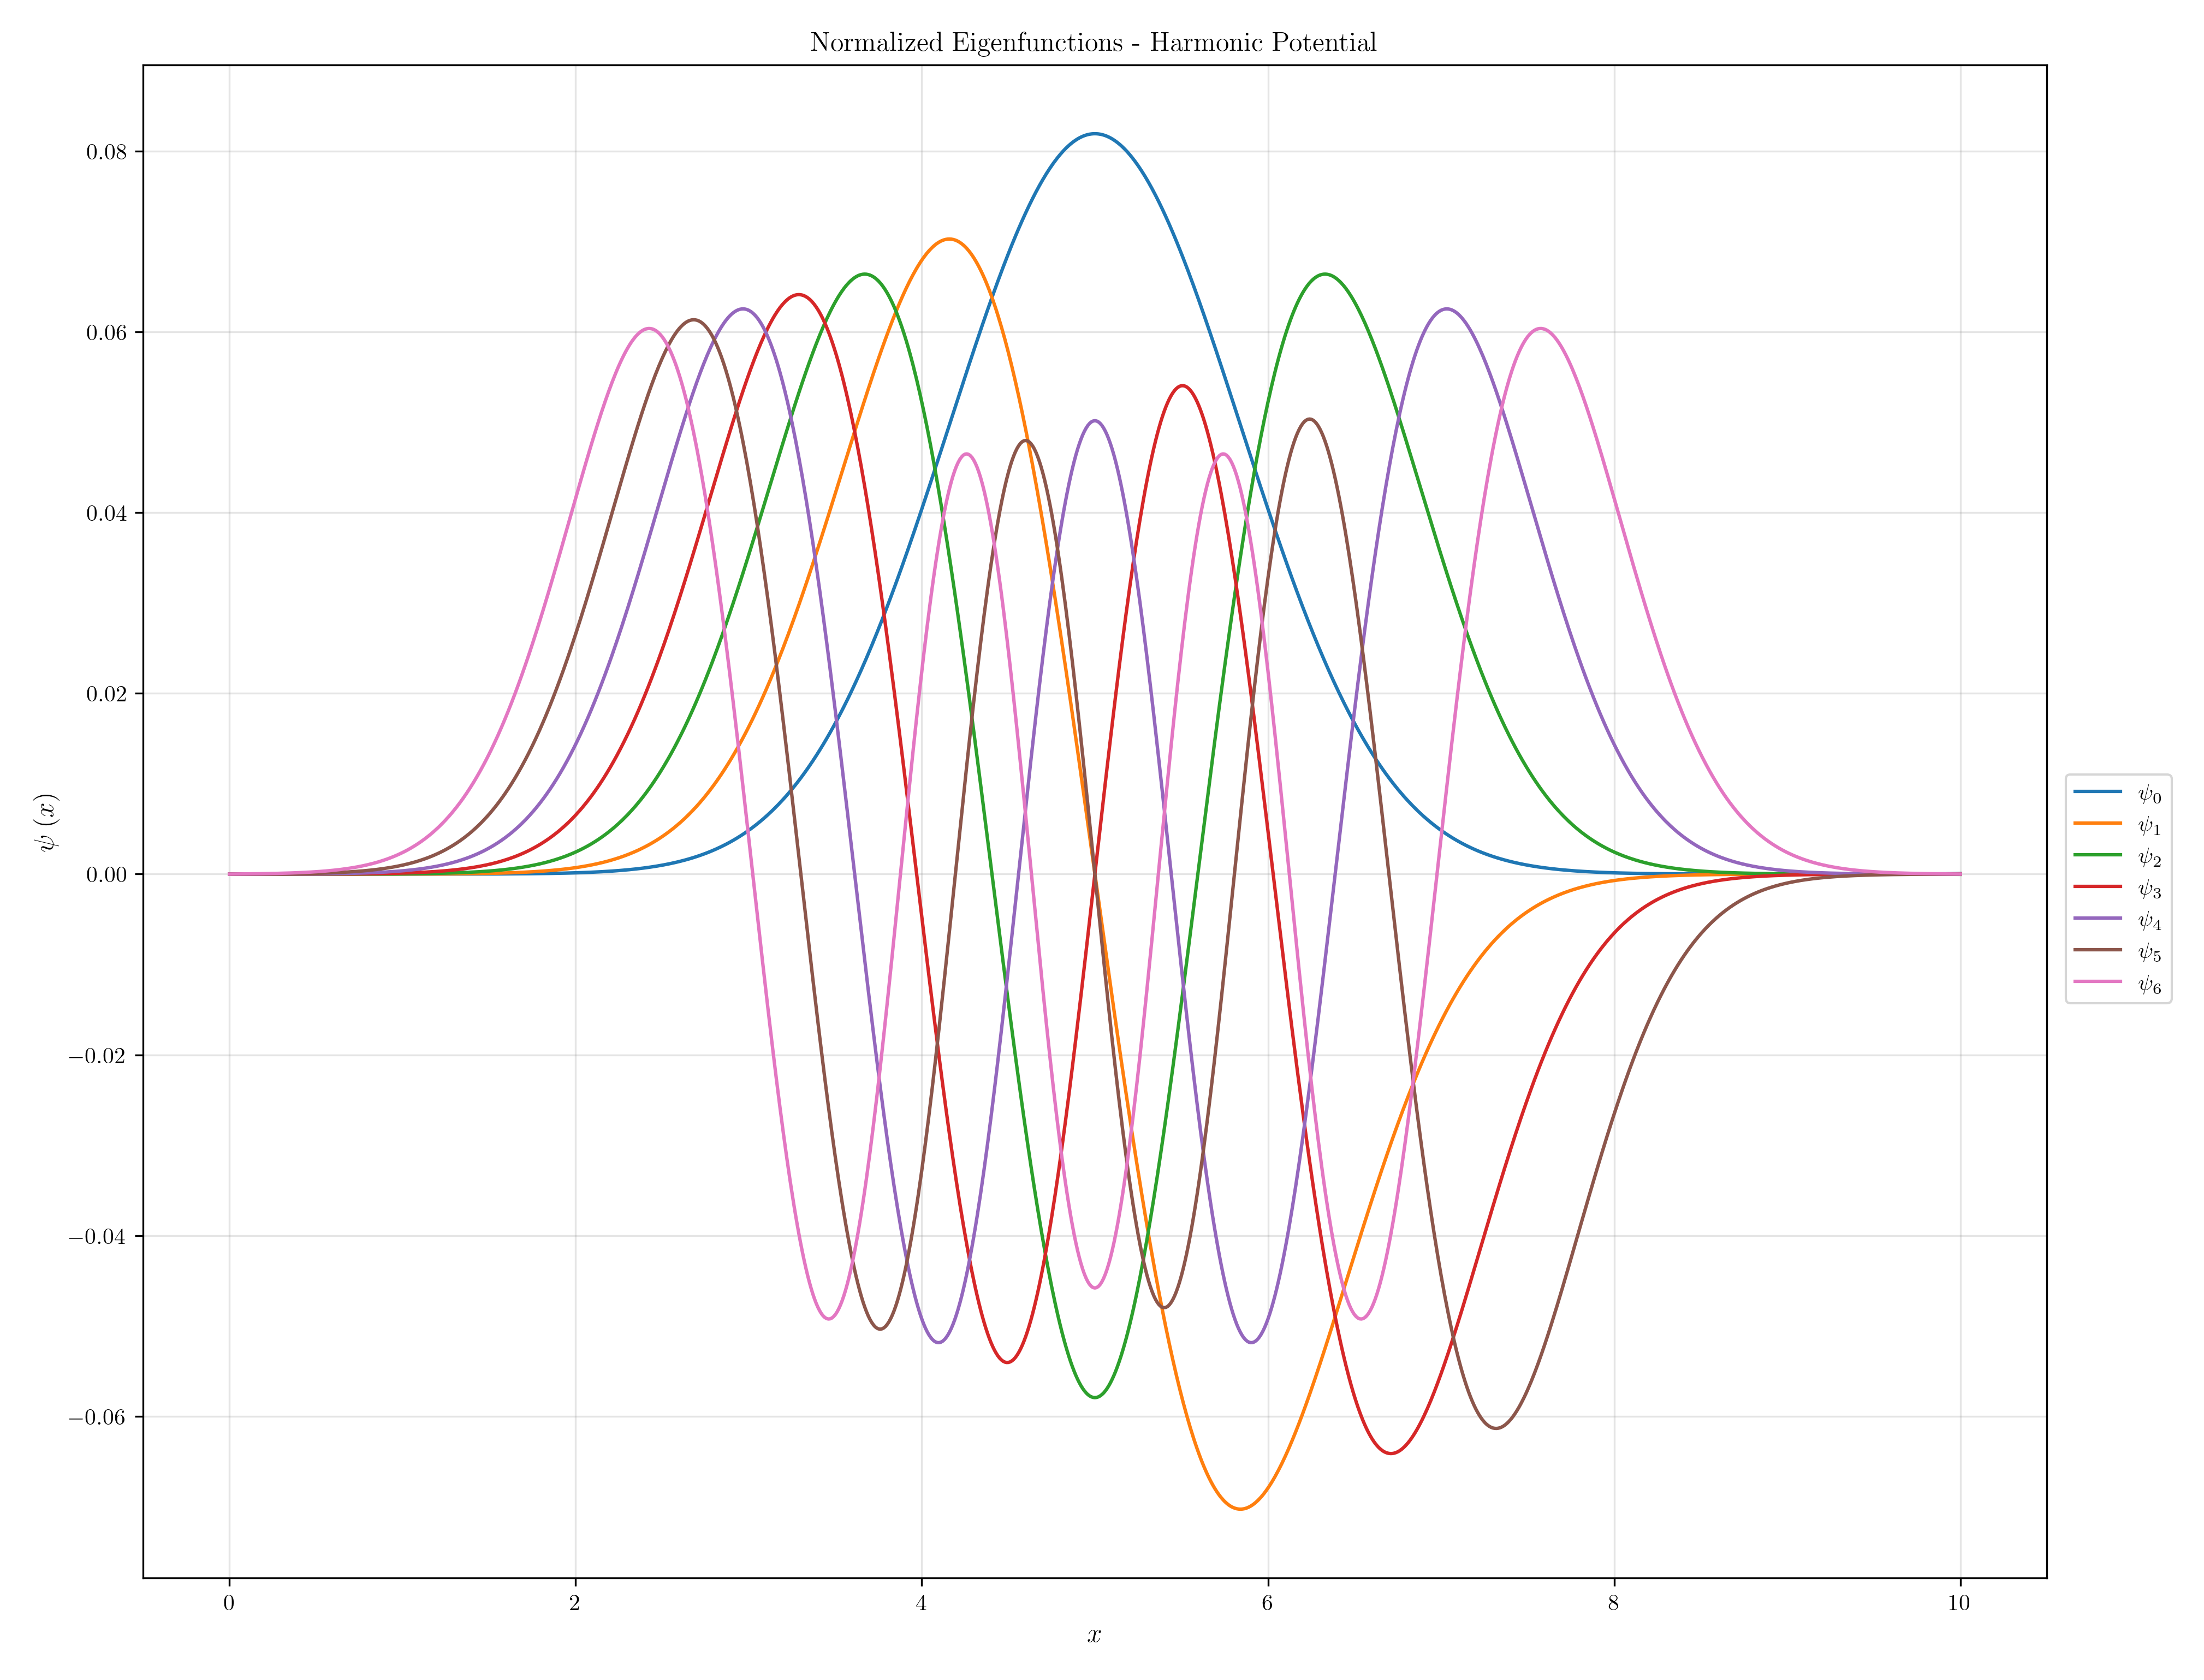 Normalized Eigenfunctions - Harmonic Potential
0.08
0.06
0.04
0.02
0.00
−0.02
−0.04
−0.06
ψ (x)
0 2 4 6 8 10
x
ψ₀
ψ₁
ψ₂
ψ₃
ψ₄
ψ₅
ψ₆